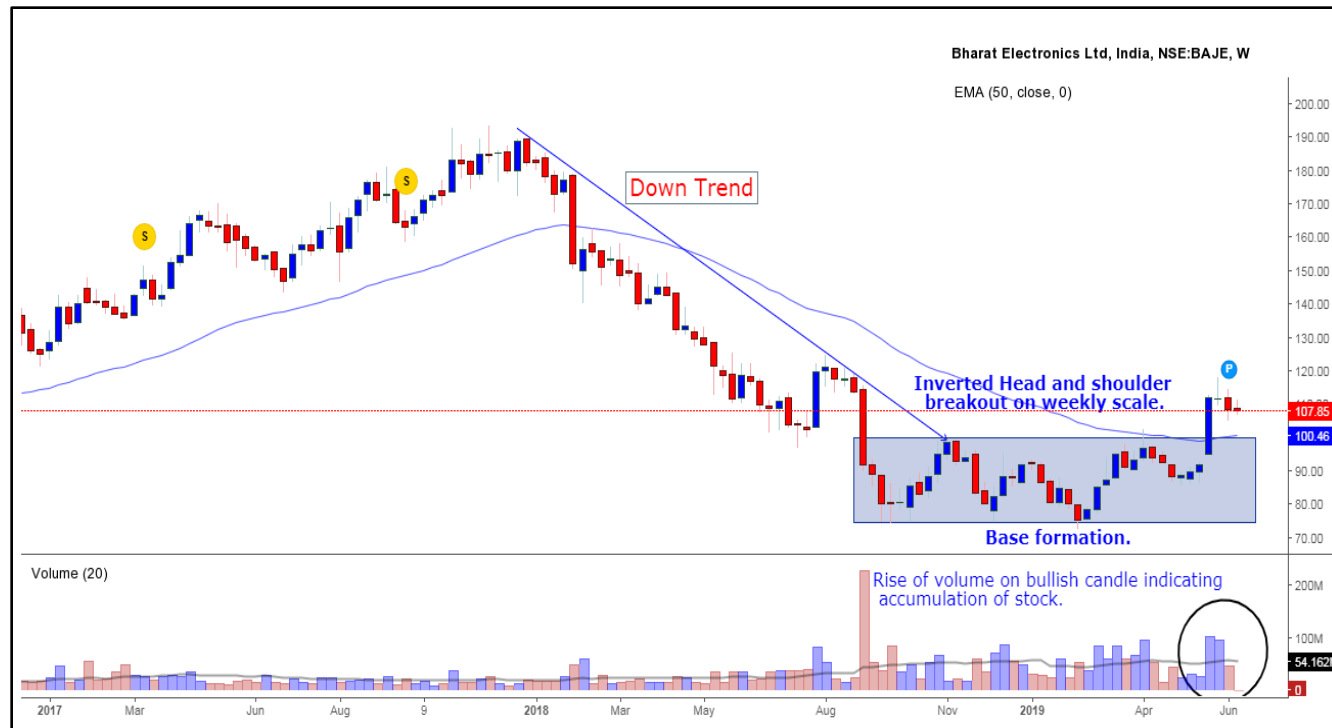 Bharat Electronics Ltd, India, NSE:BAJE, W
EMA (50, close, 0)
200.00
190.00
180.00
170.00
160.00
150.00
140.00
130.00
120.00
107.85
100.46
90.00
80.00
70.00
S
S
Down Trend
P
Inverted Head and shoulder
breakout on weekly scale.
Base formation.
Volume (20)
Rise of volume on bullish candle indicating
accumulation of stock.
200M
100M
0
2017 Mar Jun Aug 9 2018 Mar May Aug Nov 2019 Apr Jun